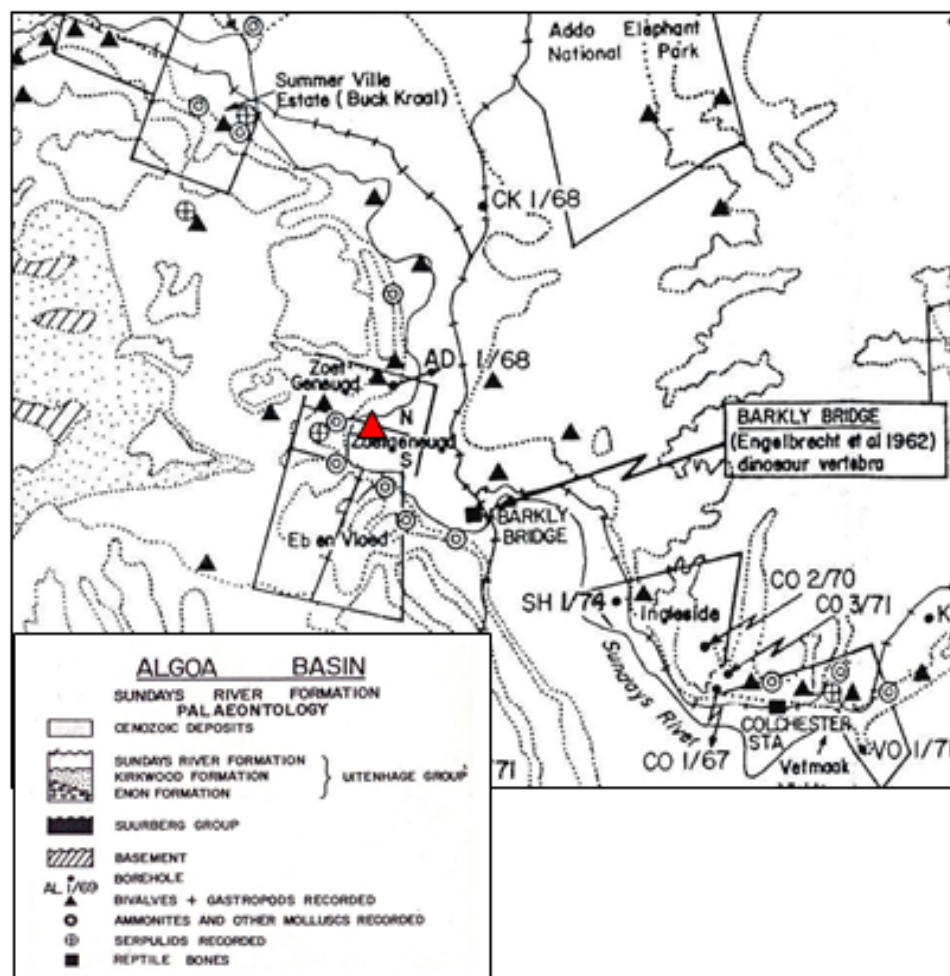 Addo Elephant
National Park
Summer Ville
Estate (Buck Kraal)
CK 1/68
AD 1/68
Zoet
Geneugd
N
Zoetgeneugd
S
BARKLY BRIDGE
(Engelbrecht et al 1962)
dinosaur vertebra
Eb en Vloed
BARKLY
BRIDGE
CO 2/70
CO 3/71
SH 1/74
Ingleside
K
Sundays River
COLCHESTER
STA
CO 1/67
Vetmaak
VO 1/71
71
ALGOA BASIN
SUNDAYS RIVER FORMATION
PALAEONTOLOGY
CENOZOIC DEPOSITS
SUNDAYS RIVER FORMATION
KIRKWOOD FORMATION
UITENHAGE GROUP
ENON FORMATION
SUURBERG GROUP
BASEMENT
BOREHOLE
AL 1/69
BIVALVES + GASTROPODS RECORDED
AMMONITES AND OTHER MOLLUSCS RECORDED
SERPULIDS RECORDED
REPTILE BONES